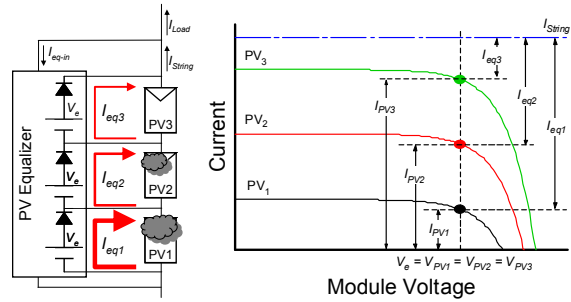 I_Load
I_eq-in
I_String
PV Equalizer
V_e
I_eq3
PV3
V_e
I_eq2
PV2
V_e
I_eq1
PV1
Current
I_String
PV_3
I_eq3
I_eq2
I_eq1
I_PV3
PV_2
I_PV2
PV_1
I_PV1
V_e = V_PV1 = V_PV2 = V_PV3
Module Voltage